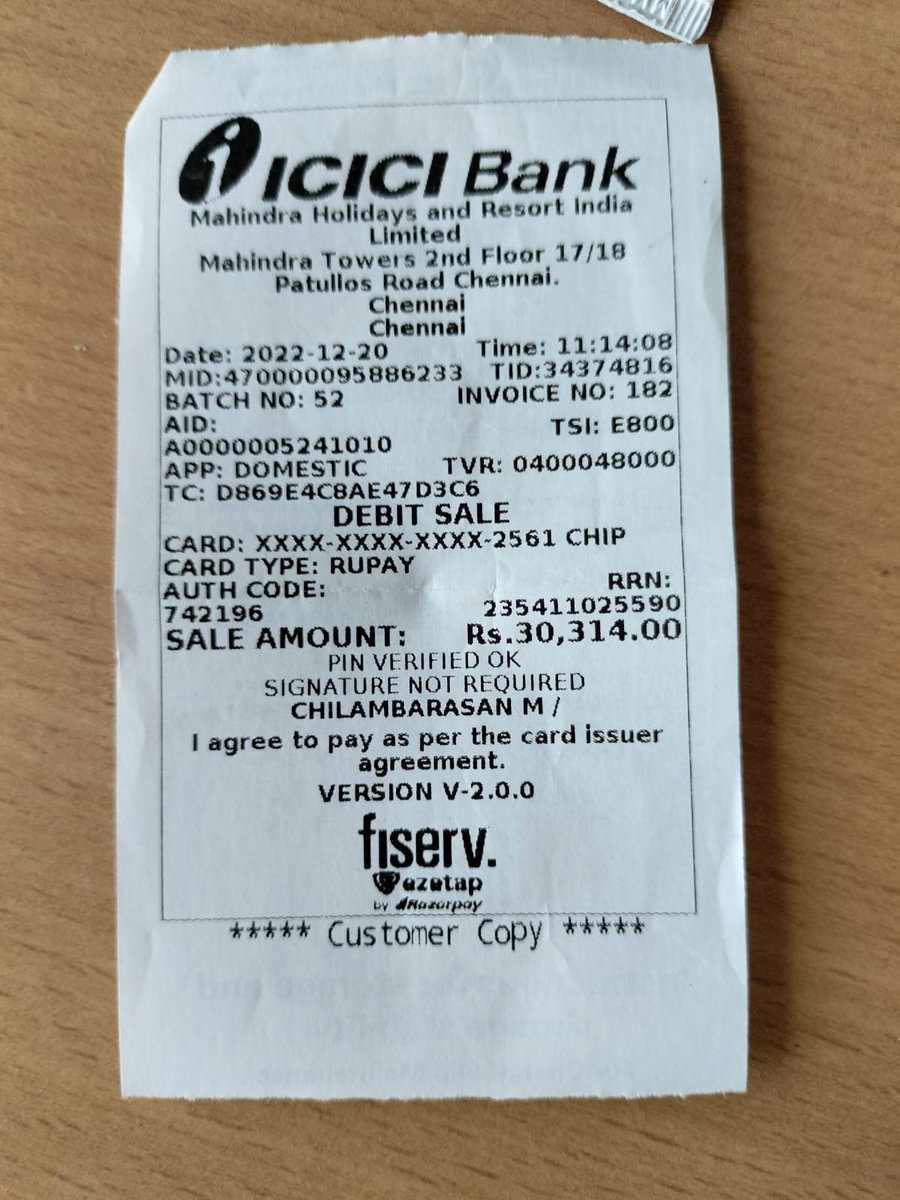 ICICI Bank
Mahindra Holidays and Resort India
Limited
Mahindra Towers 2nd Floor 17/18
Patullos Road Chennai.
Chennai
Chennai
Date: 2022-12-20 Time: 11:14:08
MID:470000095886233 TID:34374816
BATCH NO: 52 INVOICE NO: 182
AID: TSI: E800
A0000005241010
APP: DOMESTIC TVR: 0400048000
TC: D869E4C8AE47D3C6
DEBIT SALE
CARD: XXXX-XXXX-XXXX-2561 CHIP
CARD TYPE: RUPAY
AUTH CODE: RRN:
742196 235411025590
SALE AMOUNT: Rs.30,314.00
PIN VERIFIED OK
SIGNATURE NOT REQUIRED
CHILAMBARASAN M /
I agree to pay as per the card issuer
agreement.
VERSION V-2.0.0
fiserv.
ezetap
by Razorpay
***** Customer Copy *****